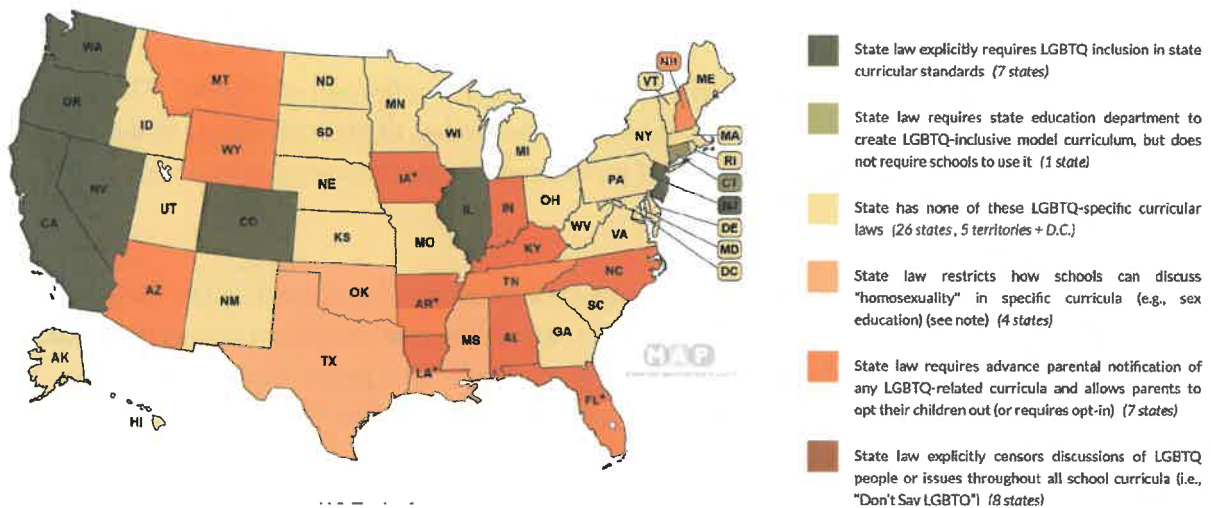 WA
MT
ND
MN
VT
NH
ME
OR
ID
SD
WI
NY
MA
WY
MI
RI
CT
NV
NE
IA*
PA
NJ
CA
UT
CO
IL
IN
OH
DE
KS
MO
WV
VA
MD
KY
DC
AZ
NM
OK
TN
NC
AR*
SC
MS
AL
GA
TX
LA*
FL*
AK
HI
MAP
State law explicitly requires LGBTQ inclusion in state
curricular standards (7 states)
State law requires state education department to
create LGBTQ-inclusive model curriculum, but does
not require schools to use it (1 state)
State has none of these LGBTQ-specific curricular
laws (26 states, 5 territories + D.C.)
State law restricts how schools can discuss
"homosexuality" in specific curricula (e.g., sex
education) (see note) (4 states)
State law requires advance parental notification of
any LGBTQ-related curricula and allows parents to
opt their children out (or requires opt-in) (7 states)
State law explicitly censors discussions of LGBTQ
people or issues throughout all school curricula (i.e.,
"Don't Say LGBTQ") (8 states)